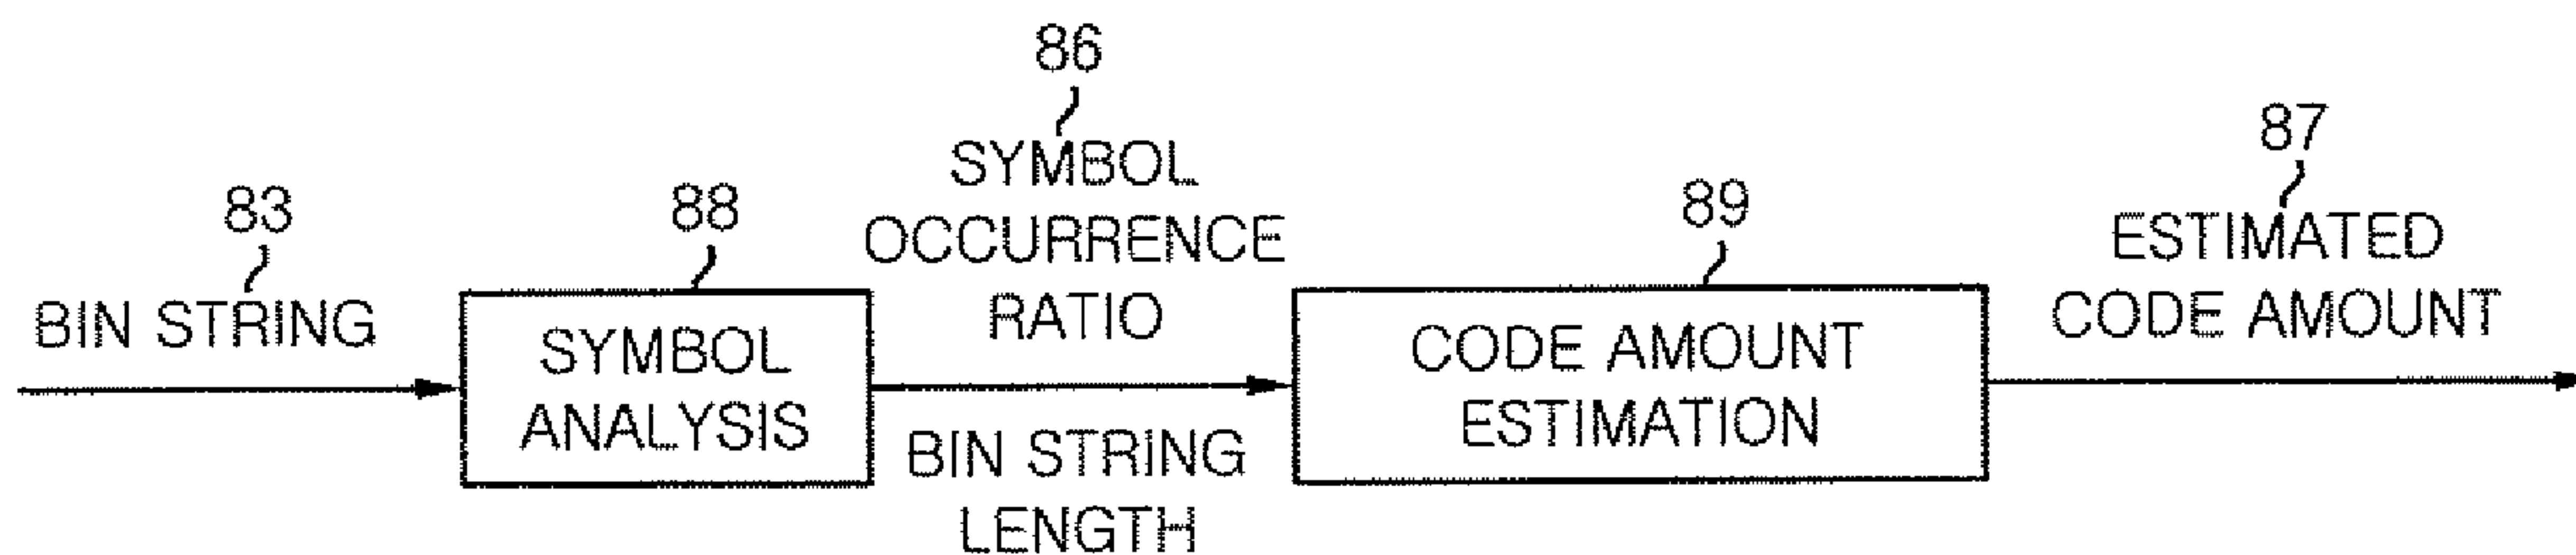 83
BIN STRING
88
SYMBOL
ANALYSIS
86
SYMBOL
OCCURRENCE
RATIO
BIN STRING
LENGTH
89
CODE AMOUNT
ESTIMATION
87
ESTIMATED
CODE AMOUNT